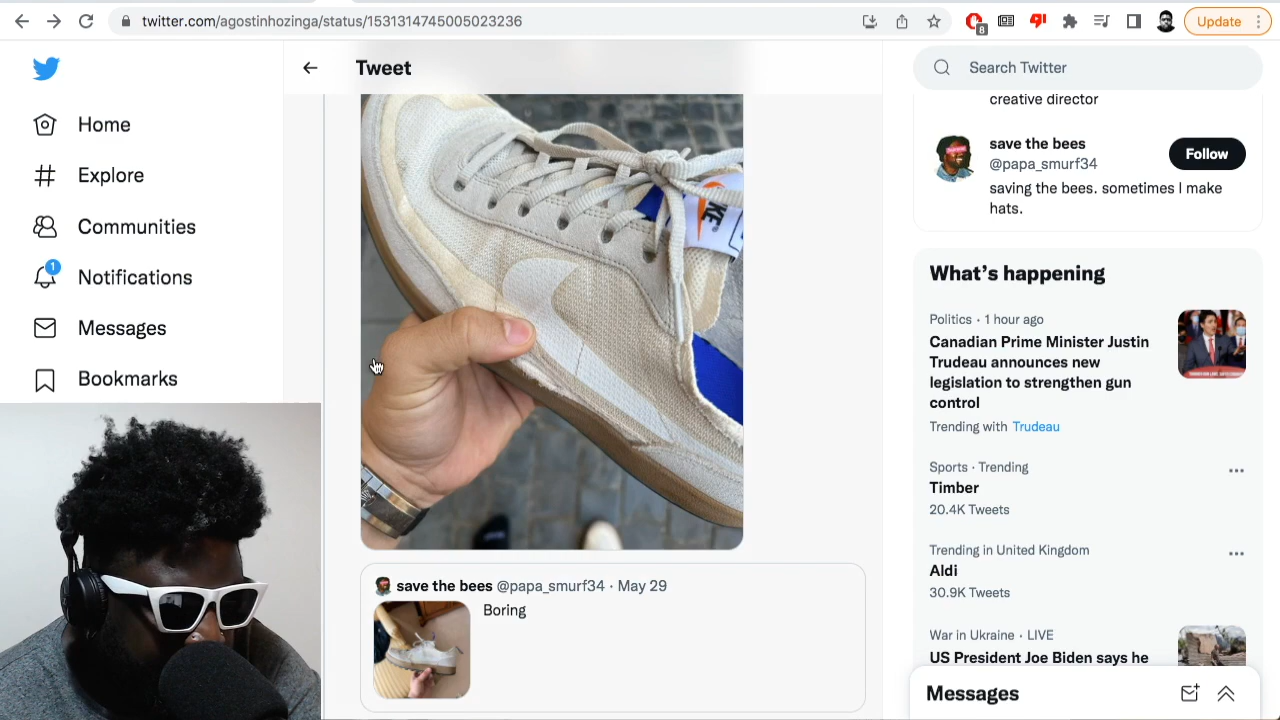 twitter.com/agostinhozinga/status/1531314745005023236
8
Update
Tweet
Search Twitter
Home
Explore
Communities
1
Notifications
Messages
Bookmarks
creative director
save the bees
@papa_smurf34
Follow
saving the bees. sometimes I make
hats.
What's happening
Politics · 1 hour ago
Canadian Prime Minister Justin
Trudeau announces new
legislation to strengthen gun
control
Trending with Trudeau
Sports · Trending
Timber
20.4K Tweets
Trending in United Kingdom
Aldi
30.9K Tweets
War in Ukraine · LIVE
US President Joe Biden says he
Messages
save the bees @papa_smurf34 · May 29
Boring